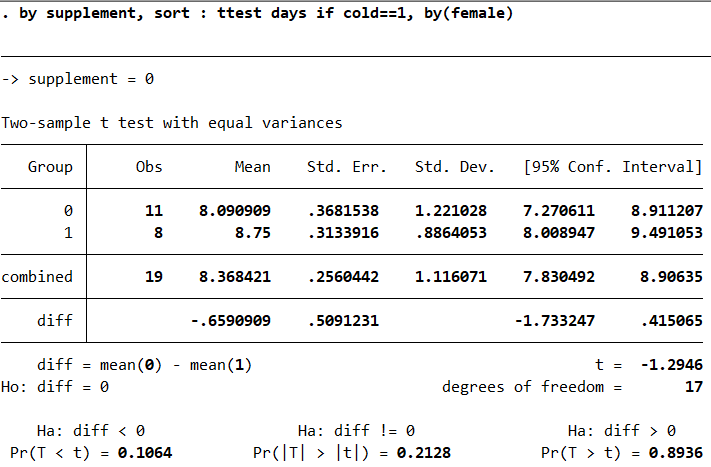 . by supplement, sort : ttest days if cold==1, by(female)
-> supplement = 0
Two-sample t test with equal variances
Group Obs Mean Std. Err. Std. Dev. [95% Conf. Interval]
0 11 8.090909 .3681538 1.221028 7.270611 8.911207
1 8 8.75 .3133916 .8864053 8.008947 9.491053
combined 19 8.368421 .2560442 1.116071 7.830492 8.90635
diff -.6590909 .5091231 -1.733247 .415065
diff = mean(0) - mean(1) t = -1.2946
Ho: diff = 0 degrees of freedom = 17
Ha: diff < 0 Ha: diff != 0 Ha: diff > 0
Pr(T < t) = 0.1064 Pr(|T| > |t|) = 0.2128 Pr(T > t) = 0.8936